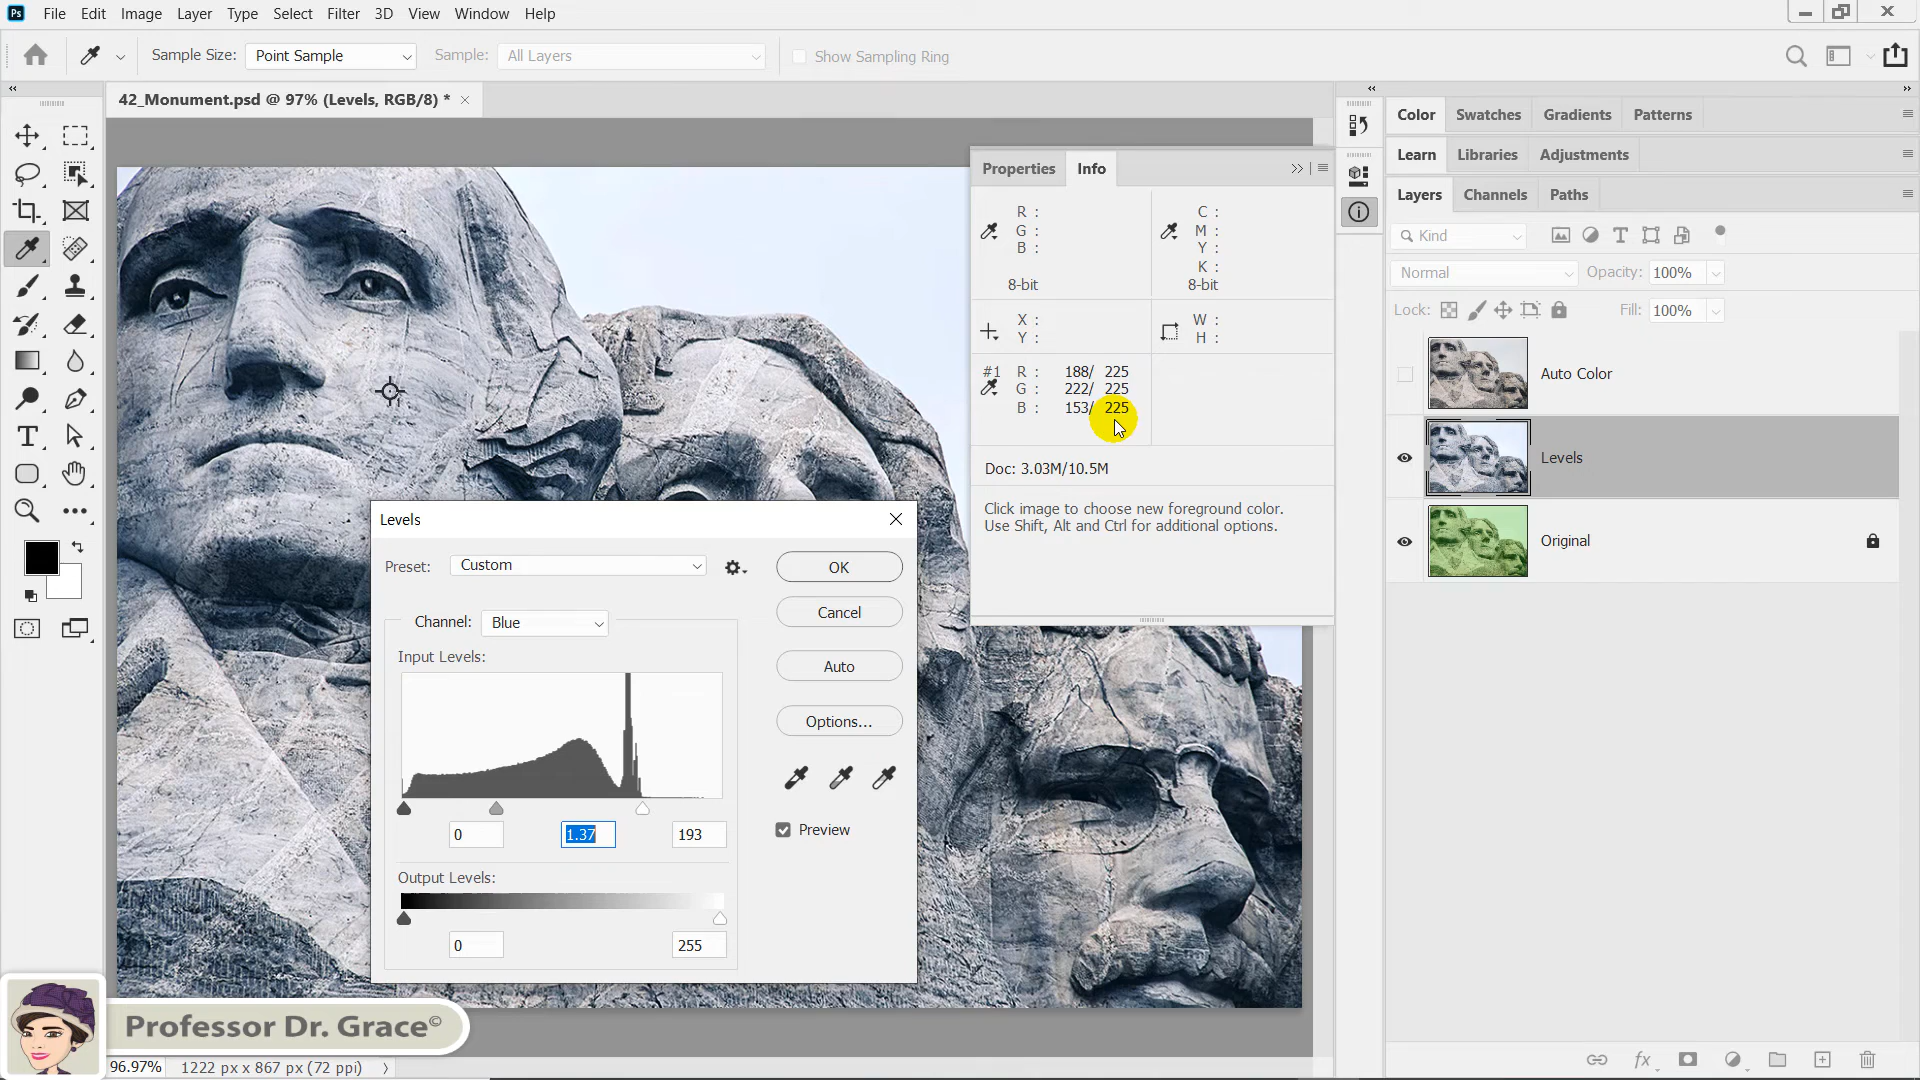 File Edit Image Layer Type Select Filter 3D View Window Help
Sample Size: Point Sample Sample: All Layers Show Sampling Ring
42_Monument.psd @ 97% (Levels, RGB/8) *
Properties Info
R :
G :
B :
8-bit
C :
M :
Y :
K :
8-bit
X :
Y :
W :
H :
#1 R : 188/ 225
G : 222/ 225
B : 153/ 225
Doc: 3.03M/10.5M
Click image to choose new foreground color.
Use Shift, Alt and Ctrl for additional options.
Levels
Preset: Custom
OK
Channel: Blue
Cancel
Input Levels:
Auto
Options...
0 1.37 193
Preview
Output Levels:
0 255
Color Swatches Gradients Patterns
Learn Libraries Adjustments
Layers Channels Paths
Kind
Normal Opacity: 100%
Lock: Fill: 100%
Auto Color
Levels
Original
Professor Dr. Grace©
96.97% 1222 px x 867 px (72 ppi)